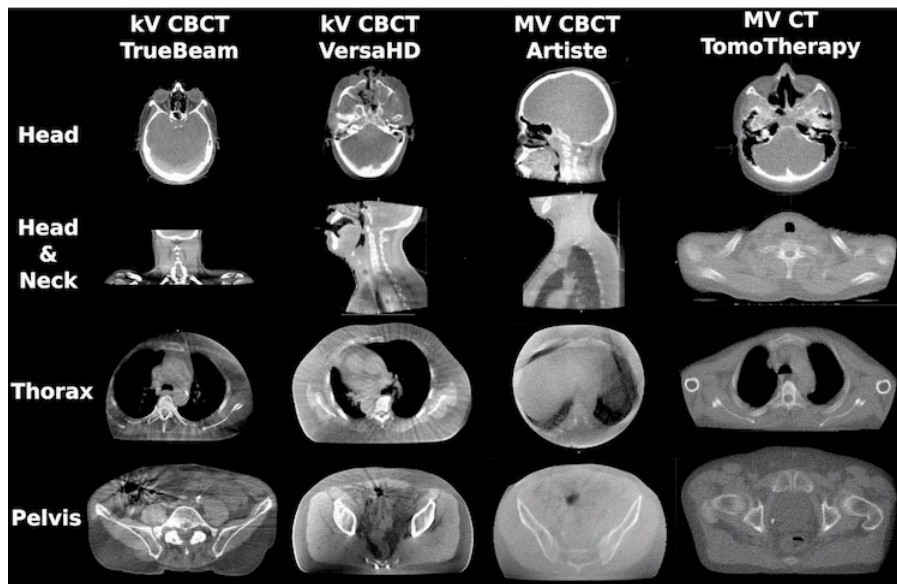 kV CBCT
TrueBeam
kV CBCT
VersaHD
MV CBCT
Artiste
MV CT
TomoTherapy
Head
Head
&
Neck
Thorax
Pelvis